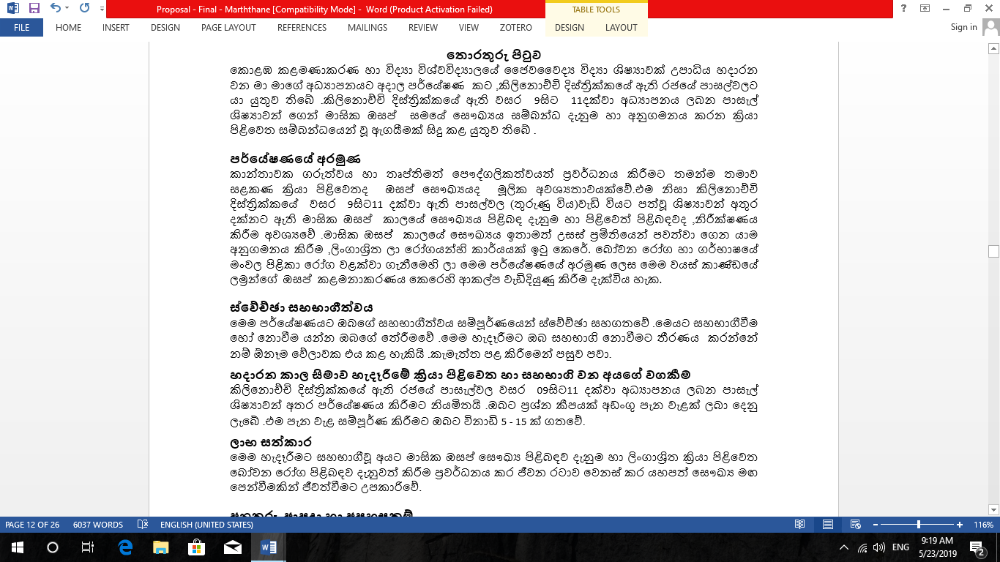 Proposal - Final - Marththane [Compatibility Mode] - Word (Product Activation Failed)
TABLE TOOLS
FILE HOME INSERT DESIGN PAGE LAYOUT REFERENCES MAILINGS REVIEW VIEW ZOTERO DESIGN LAYOUT Sign in
තොරතුරු පිටුව
කොළඹ කළමණාකරණ හා විද්‍යා විශ්වවිද්‍යාලයේ ජෛවවෛද්‍ය විද්‍යා ශිෂ්‍යාවක් උපාධිය හදාරන
වන මා මාගේ අධ්‍යාපනයට අදාල පර්යේෂණ කට ,කිලිනොච්චි දිස්ත්‍රික්කයේ ඇති රජයේ පාසල්වලට
යා යුතුව තිබේ .කිලිනොච්චි දිස්ත්‍රික්කයේ ඇති වසර 9සිට 11දක්වා අධ්‍යාපනය ලබන පාසැල්
ශිෂ්‍යාවන් ගෙන් මාසික ඔසප් සමයේ සෞඛ්‍යය සම්බන්ධ දැනුම හා අනුගමනය කරන ක්‍රියා
පිළිවෙත සම්බන්ධයෙන් වූ ඇගයීමක් සිදු කළ යුතුව තිබේ .
පර්යේෂණයේ අරමුණ
කාන්තාවක ගරුත්වය හා තෘප්තිමත් පෞද්ගලිකත්වයත් ප්‍රවර්ධනය කිරීමට තමන්ම තමාව
සළකණ ක්‍රියා පිළිවෙතද ඔසප් සෞඛ්‍යයද මූලික අවශ්‍යතාවයක්වේ.එම නිසා කිලිනොච්චි
දිස්ත්‍රික්කයේ වසර 9සිට11 දක්වා ඇති පාසල්වල (තුරුණු විය)වැඩි වියට පත්වූ ශිෂ්‍යාවන් අතුර
දක්නට ඇති මාසික ඔසප් කාලයේ සෞඛ්‍යය පිළිබඳ දැනුම හා පිළිවෙත් පිළිබඳවද ,නිරීක්ෂණය
කිරීම අවශ්‍යවේ .මාසික ඔසප් කාලයේ සෞඛ්‍යය ඉතාමත් උසස් ප්‍රමිතියෙන් පවත්වා ගෙන යාම
අනුගමනය කිරීම ,ලිංගාශ්‍රිත ලා රෝගයන්හි කාර්යයක් ඉටු කෙරේ. බෝවන රෝග හා ගර්භාෂයේ
මංවල පිළිකා රෝග වළක්වා ගැනීමෙහි ලා මෙම පර්යේෂණයේ අරමුණ ලෙස මෙම වයස් කාණ්ඩයේ
ලම්‍රන්ගේ ඔසප් කළමනාකරණය කෙරෙහි ආකල්ප වැඩිදියුණු කිරීම දැක්විය හැක.
ස්වේච්ඡා සහභාගීත්වය
මෙම පර්යේෂණයට ඔබගේ සහභාගීත්වය සම්පූර්ණයෙන් ස්වේච්ඡා සහගතවේ .මෙයට සහභාගීවීම
හෝ නොවීම යන්න ඔබගේ තේරීමවේ .මෙම හැදෑරීමට ඔබ සහභාගි නොවීමට තීරණය කරන්නේ
නම් ඕනෑම වේලාවක එය කළ හැකියි .කැමැත්ත පළ කිරීමෙන් පසුව පවා.
හදාරන කාල සීමාව හැදෑරීමේ ක්‍රියා පිළිවෙත හා සහභාගි වන අයගේ වගකීම
කිලිනොච්චි දිස්ත්‍රික්කයේ ඇති රජයේ පාසල්වල වසර 09සිට11 දක්වා අධ්‍යාපනය ලබන පාසැල්
ශිෂ්‍යාවන් අතර පර්යේෂණය කිරීමට නියමිතයි .ඔබට ප්‍රශ්න කීපයක් අඩංගු පැන වැළක් ලබා දෙනු
ලැබේ .එම පැන වැළ සම්පූර්ණ කිරීමට ඔබට විනාඩි 5 - 15 ක් ගතවේ.
ලාභ සත්කාර
මෙම හැදෑරීමට සහභාගීවූ අයට මාසික ඔසප් සෞඛ්‍ය පිළිබඳව දැනුම හා ලිංගාශ්‍රිත ක්‍රියා පිළිවෙත
බෝවන රෝග පිළිබඳව දැනුවත් කිරීම ප්‍රවර්ධනය කර ජීවන රටාව වෙනස් කර යහපත් සෞඛ්‍ය මඟ
පෙන්වීමකින් ජීවත්වීමට උපකාරිවේ.
PAGE 12 OF 26 6037 WORDS ENGLISH (UNITED STATES) 116%
ENG 9:19 AM
5/23/2019 2